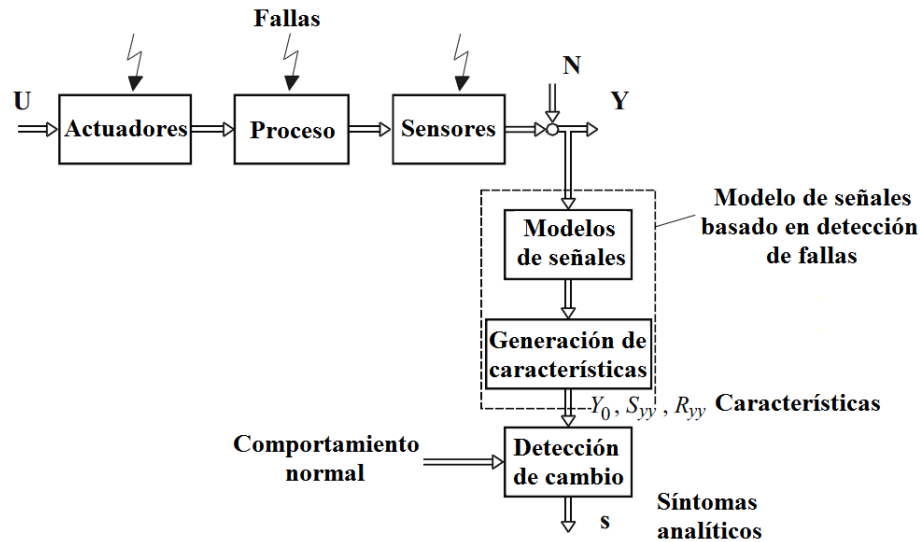 Fallas
U
Actuadores
Proceso
Sensores
N
Y
Modelo de señales
basado en detección
de fallas
Modelos
de señales
Generación de
características
Y0 , Syy , Ryy Características
Comportamiento
normal
Detección
de cambio
s
Síntomas
analíticos